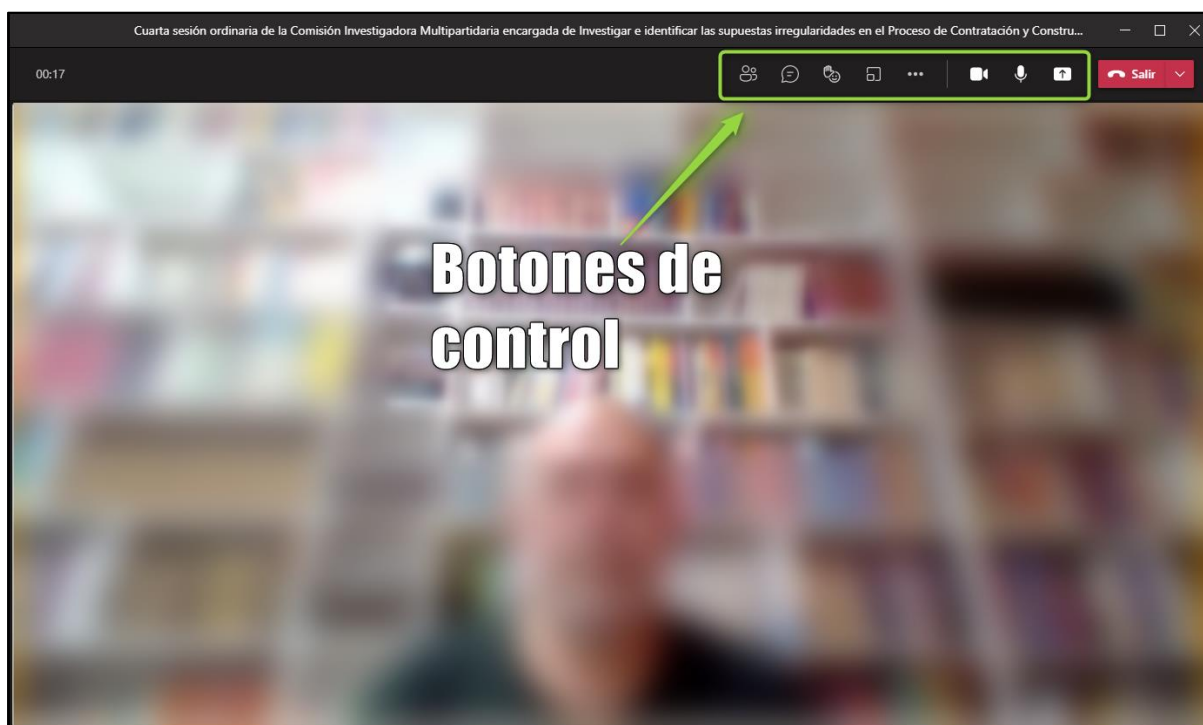 Cuarta sesión ordinaria de la Comisión Investigadora Multipartidaria encargada de Investigar e identificar las supuestas irregularidades en el Proceso de Contratación y Constru...
00:17
Salir
Botones de
control